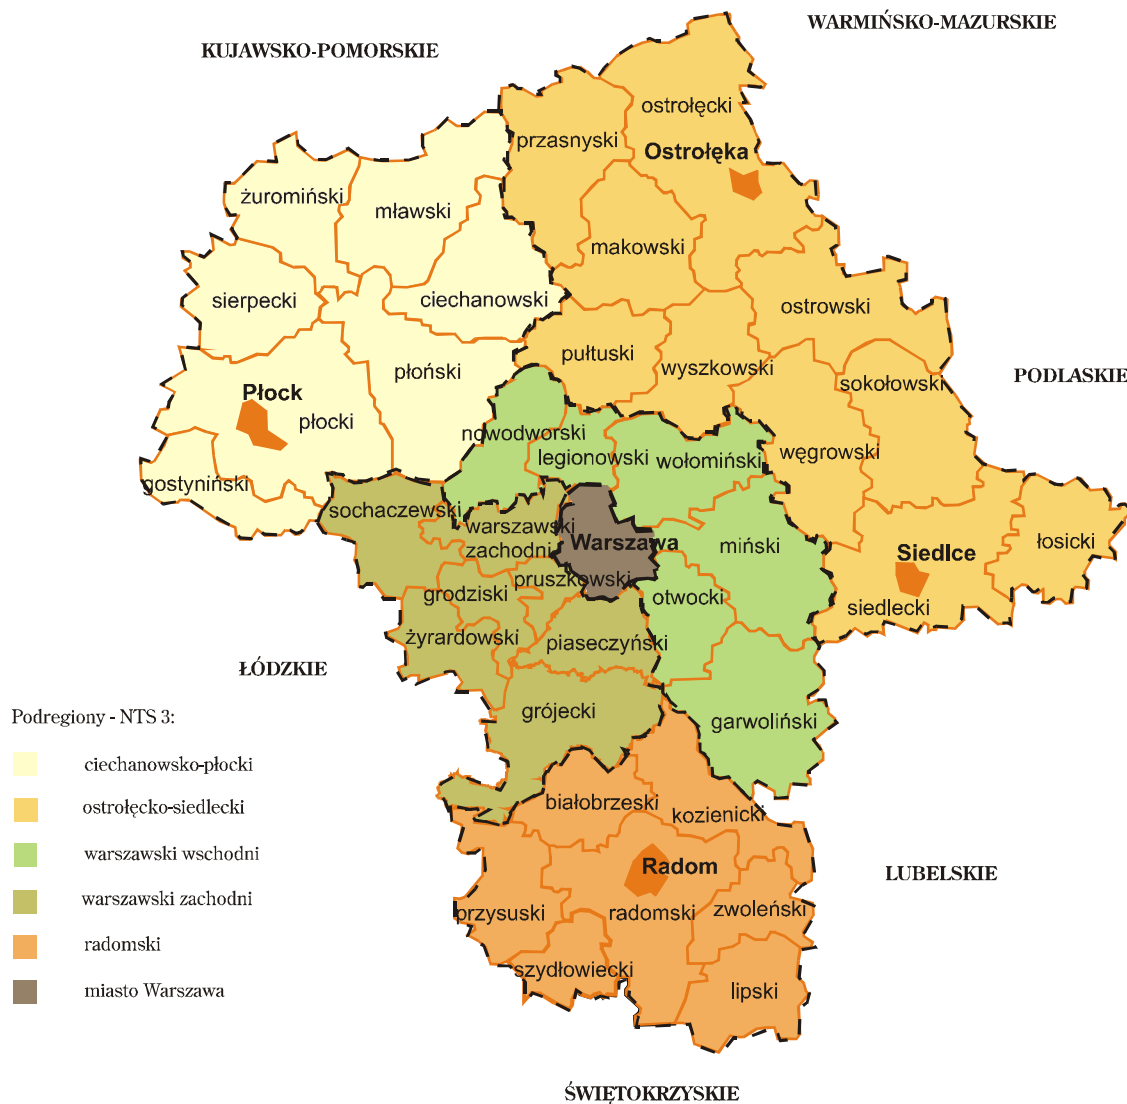 WARMIŃSKO-MAZURSKIE
KUJAWSKO-POMORSKIE
ostrołęcki
przasnyski
Ostrołęka
żuromiński
mławski
makowski
sierpecki
ciechanowski
ostrowski
pułtuski
wyszkowski
płoński
sokołowski
PODLASKIE
Płock
płocki
nowodworski
legionowski
wołomiński
węgrowski
gostyniński
sochaczewski
warszawski
zachodni
Warszawa
miński
Siedlce
łosicki
pruszkowski
grodziski
otwocki
siedlecki
żyrardowski
piaseczyński
ŁÓDZKIE
grójecki
garwoliński
Podregiony - NTS 3:
ciechanowsko-płocki
ostrołęcko-siedlecki
warszawski wschodni
warszawski zachodni
radomski
miasto Warszawa
białobrzeski
kozienicki
Radom
LUBELSKIE
przysuski
radomski
zwoleński
szydłowiecki
lipski
ŚWIĘTOKRZYSKIE